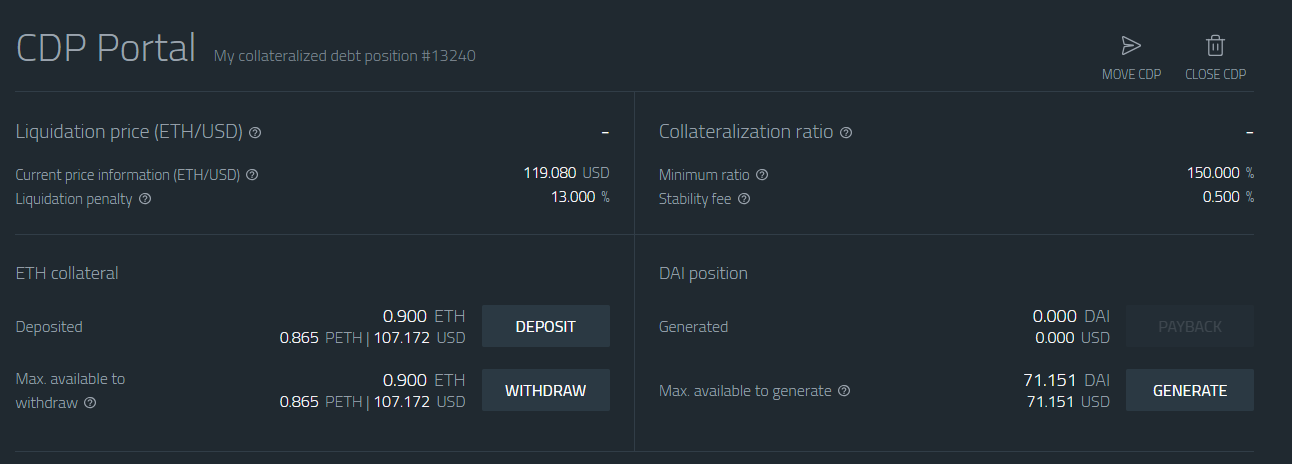 CDP Portal My collateralized debt position #13240
MOVE CDP CLOSE CDP
Liquidation price (ETH/USD) -
Current price information (ETH/USD) 119.080 USD
Liquidation penalty 13.000 %
Collateralization ratio -
Minimum ratio 150.000 %
Stability fee 0.500 %
ETH collateral
Deposited 0.900 ETH DEPOSIT
0.865 PETH | 107.172 USD
Max. available to withdraw 0.900 ETH WITHDRAW
0.865 PETH | 107.172 USD
DAI position
Generated 0.000 DAI PAYBACK
0.000 USD
Max. available to generate 71.151 DAI GENERATE
71.151 USD